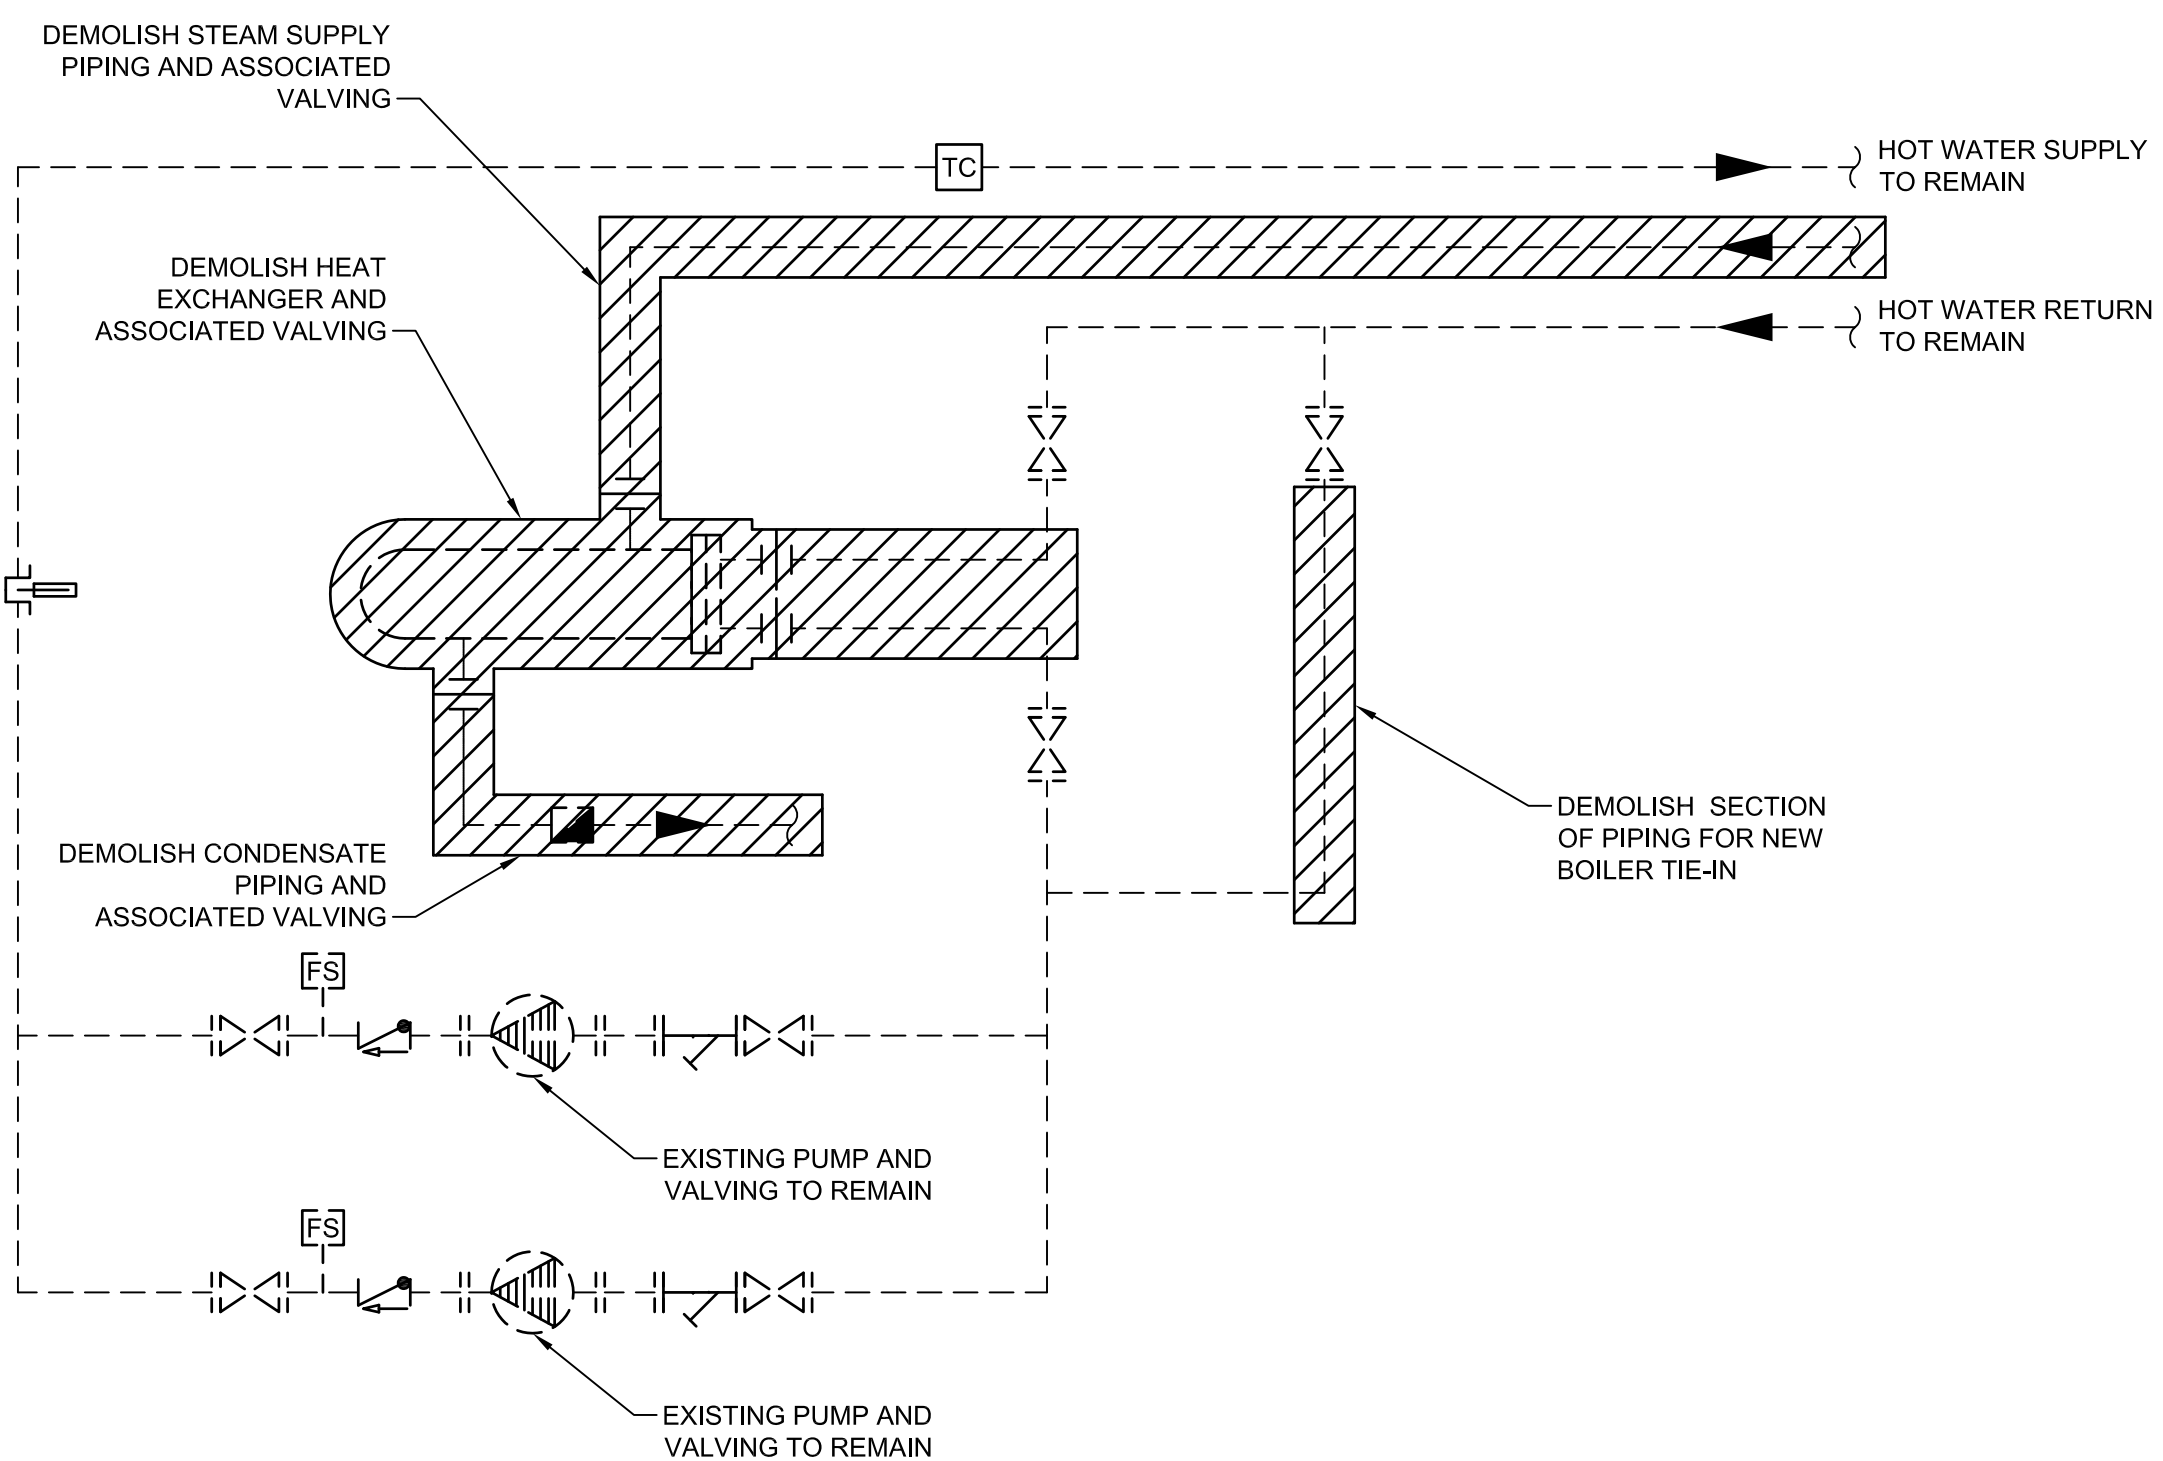 DEMOLISH STEAM SUPPLY
PIPING AND ASSOCIATED
VALVING
TC
HOT WATER SUPPLY
TO REMAIN
DEMOLISH HEAT
EXCHANGER AND
ASSOCIATED VALVING
HOT WATER RETURN
TO REMAIN
DEMOLISH SECTION
OF PIPING FOR NEW
BOILER TIE-IN
DEMOLISH CONDENSATE
PIPING AND
ASSOCIATED VALVING
FS
EXISTING PUMP AND
VALVING TO REMAIN
FS
EXISTING PUMP AND
VALVING TO REMAIN